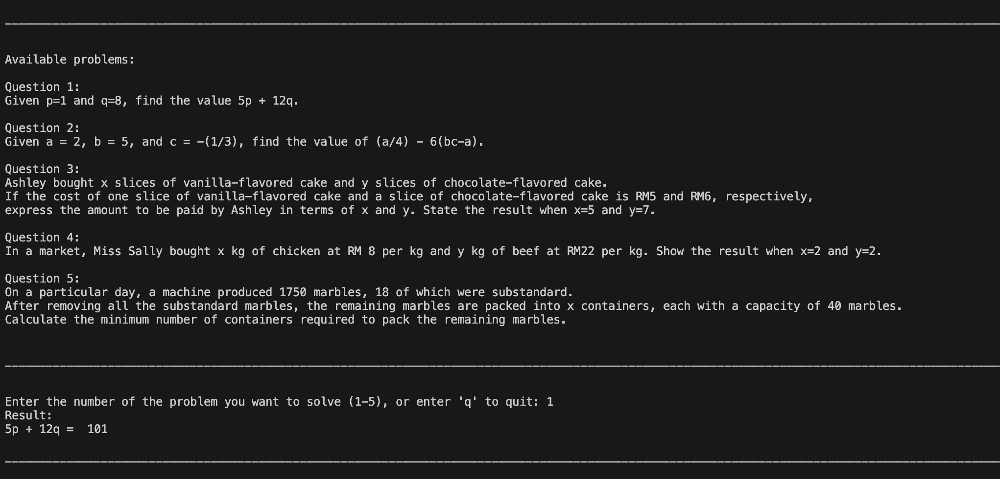 Available problems:
Question 1:
Given p=1 and q=8, find the value 5p + 12q.
Question 2:
Given a = 2, b = 5, and c = -(1/3), find the value of (a/4) - 6(bc-a).
Question 3:
Ashley bought x slices of vanilla-flavored cake and y slices of chocolate-flavored cake.
If the cost of one slice of vanilla-flavored cake and a slice of chocolate-flavored cake is RM5 and RM6, respectively,
express the amount to be paid by Ashley in terms of x and y. State the result when x=5 and y=7.
Question 4:
In a market, Miss Sally bought x kg of chicken at RM 8 per kg and y kg of beef at RM22 per kg. Show the result when x=2 and y=2.
Question 5:
On a particular day, a machine produced 1750 marbles, 18 of which were substandard.
After removing all the substandard marbles, the remaining marbles are packed into x containers, each with a capacity of 40 marbles.
Calculate the minimum number of containers required to pack the remaining marbles.
Enter the number of the problem you want to solve (1-5), or enter 'q' to quit: 1
Result:
5p + 12q =  101